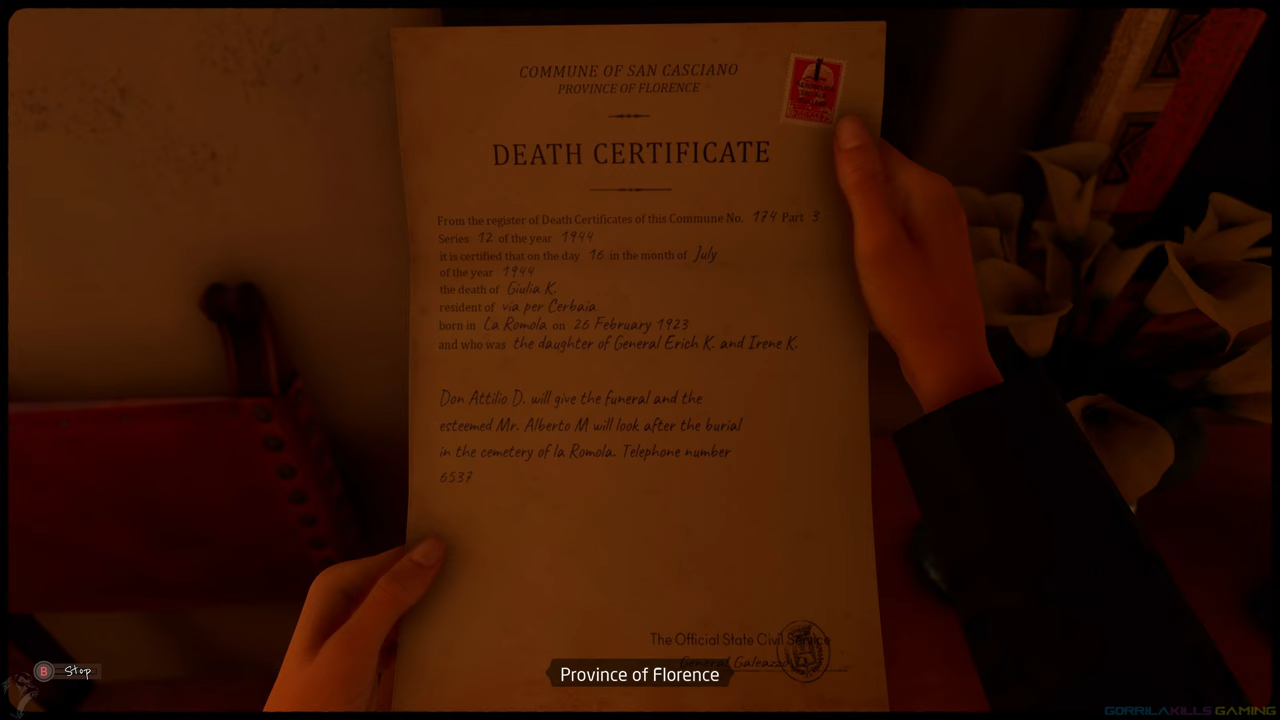 COMMUNE OF SAN CASCIANO
PROVINCE OF FLORENCE
DEATH CERTIFICATE
From the register of Death Certificates of this Commune No. 174 Part 3
Series 12 of the year 1944
it is certified that on the day 16 in the month of July
of the year 1944
the death of Giulia K.
resident of via per Cerbaia
born in La Romola on 26 February 1923
and who was the daughter of General Erich K. and Irene K.
Don Attilio D. will give the funeral and the
esteemed Mr. Alberto M will look after the burial
in the cemetery of la Romola. Telephone number
6537
The Official State Civil Service
General Galeazzo
B Stop
Province of Florence
GORRILAKILLS GAMING